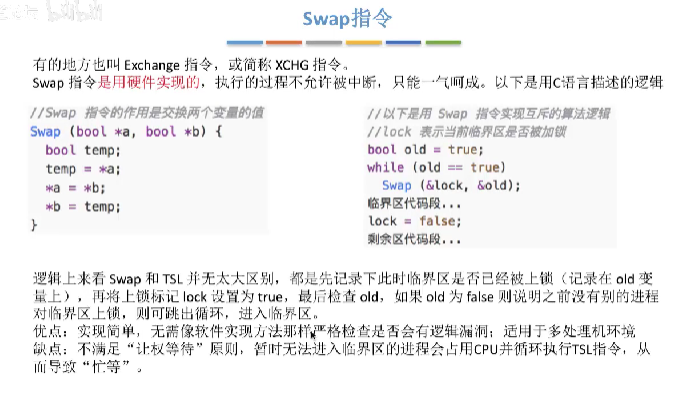 Swap指令
有的地方也叫 Exchange 指令，或简称 XCHG 指令。
Swap 指令是用硬件实现的，执行的过程不允许被中断，只能一气呵成。以下是用C语言描述的逻辑
//Swap 指令的作用是交换两个变量的值
Swap (bool *a, bool *b) {
bool temp;
temp = *a;
*a = *b;
*b = temp;
}
//以下是用 Swap 指令实现互斥的算法逻辑
//lock 表示当前临界区是否被加锁
bool old = true;
while (old == true)
Swap (&lock, &old);
临界区代码段...
lock = false;
剩余区代码段...
逻辑上来看 Swap 和 TSL 并无太大区别，都是先记录下此时临界区是否已经被上锁（记录在 old 变
量上），再将上锁标记 lock 设置为 true，最后检查 old，如果 old 为 false 则说明之前没有别的进程
对临界区上锁，则可跳出循环，进入临界区。
优点：实现简单，无需像软件实现方法那样严格检查是否会有逻辑漏洞；适用于多处理机环境
缺点：不满足“让权等待”原则，暂时无法进入临界区的进程会占用CPU并循环执行TSL指令，从
而导致“忙等”。